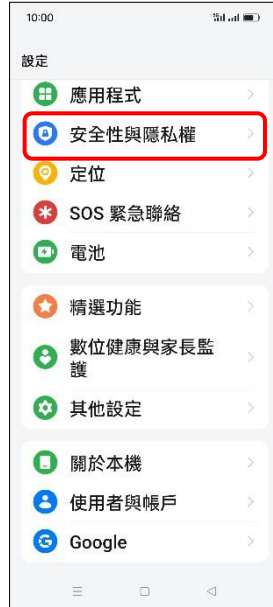 10:00
設定
應用程式
安全性與隱私權
定位
SOS 緊急聯絡
電池
精選功能
數位健康與家長監
護
其他設定
關於本機
使用者與帳戶
Google